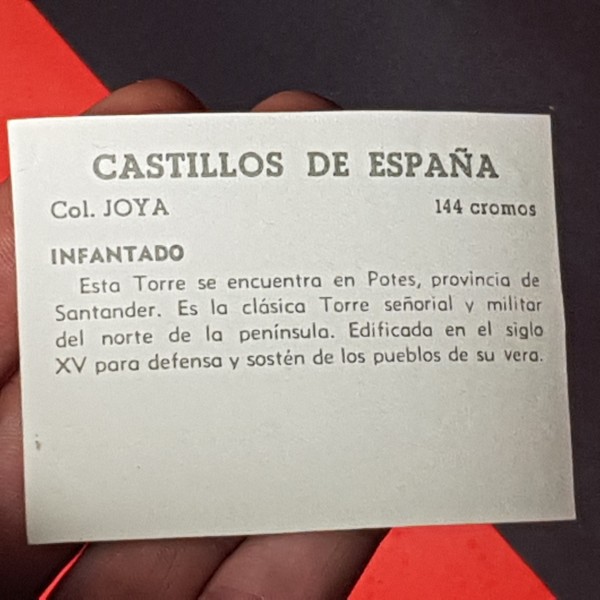 CASTILLOS DE ESPAÑA
Col. JOYA 144 cromos
INFANTADO
Esta Torre se encuentra en Potes, provincia de
Santander. Es la clásica Torre señorial y militar
del norte de la península. Edificada en el siglo
XV para defensa y sostén de los pueblos de su vera.